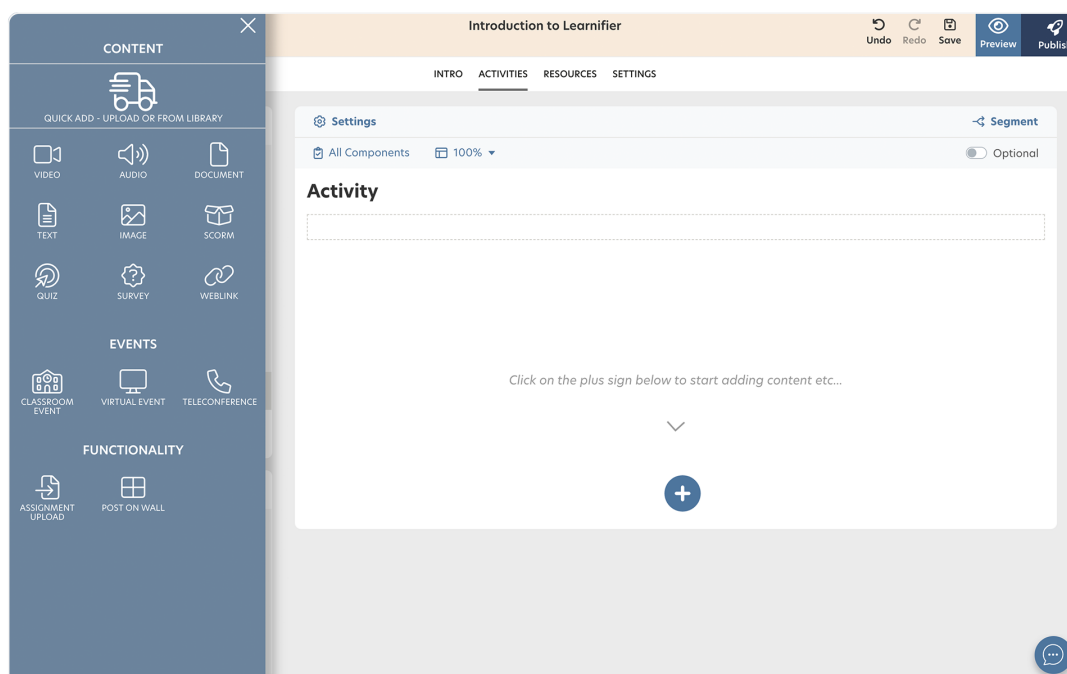 CONTENT
QUICK ADD - UPLOAD OR FROM LIBRARY
VIDEO
AUDIO
DOCUMENT
TEXT
IMAGE
SCORM
QUIZ
SURVEY
WEBLINK
EVENTS
CLASSROOM
EVENT
VIRTUAL EVENT
TELECONFERENCE
FUNCTIONALITY
ASSIGNMENT
UPLOAD
POST ON WALL
Introduction to Learnifier
Undo
Redo
Save
Preview
Publis
INTRO
ACTIVITIES
RESOURCES
SETTINGS
Settings
Segment
All Components
100%
Optional
Activity
Click on the plus sign below to start adding content etc...